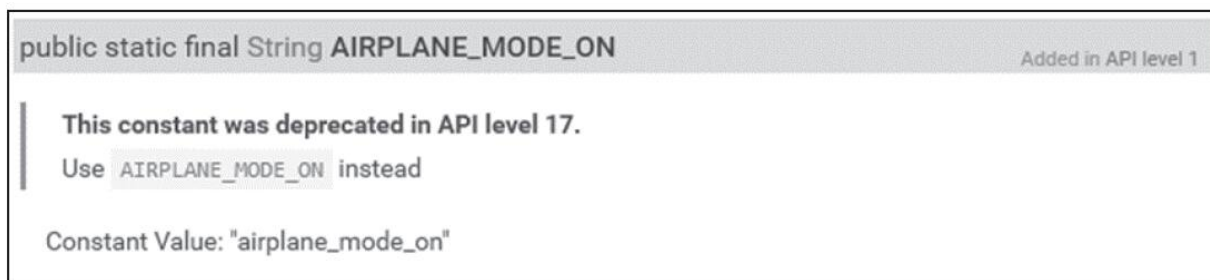 public static final String AIRPLANE_MODE_ON Added in API level 1
This constant was deprecated in API level 17.
Use AIRPLANE_MODE_ON instead
Constant Value: "airplane_mode_on"